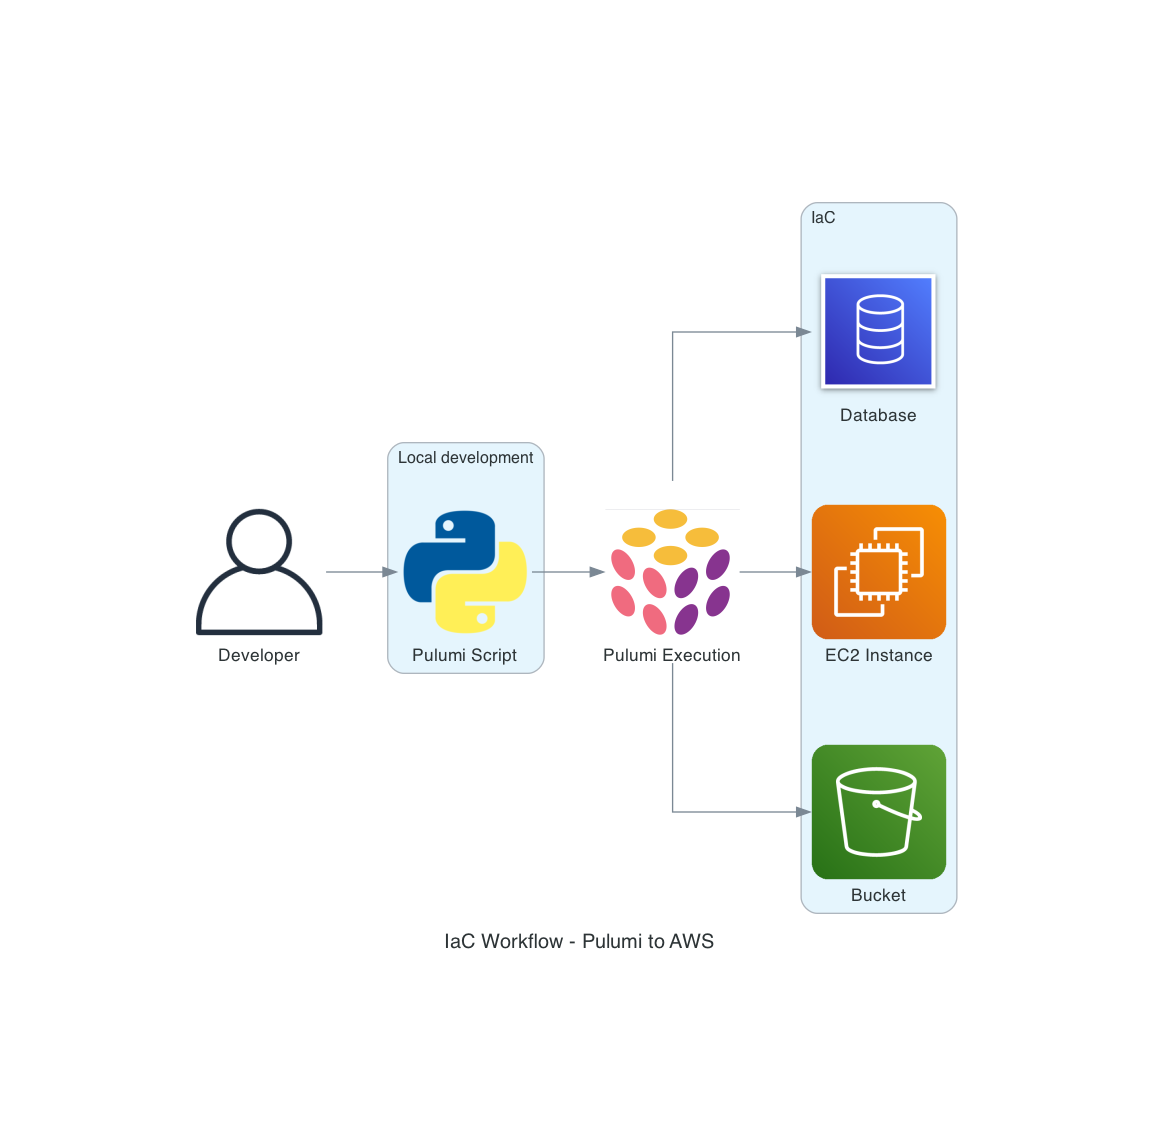 IaC
Database
Local development
Developer
Pulumi Script
Pulumi Execution
EC2 Instance
Bucket
IaC Workflow - Pulumi to AWS